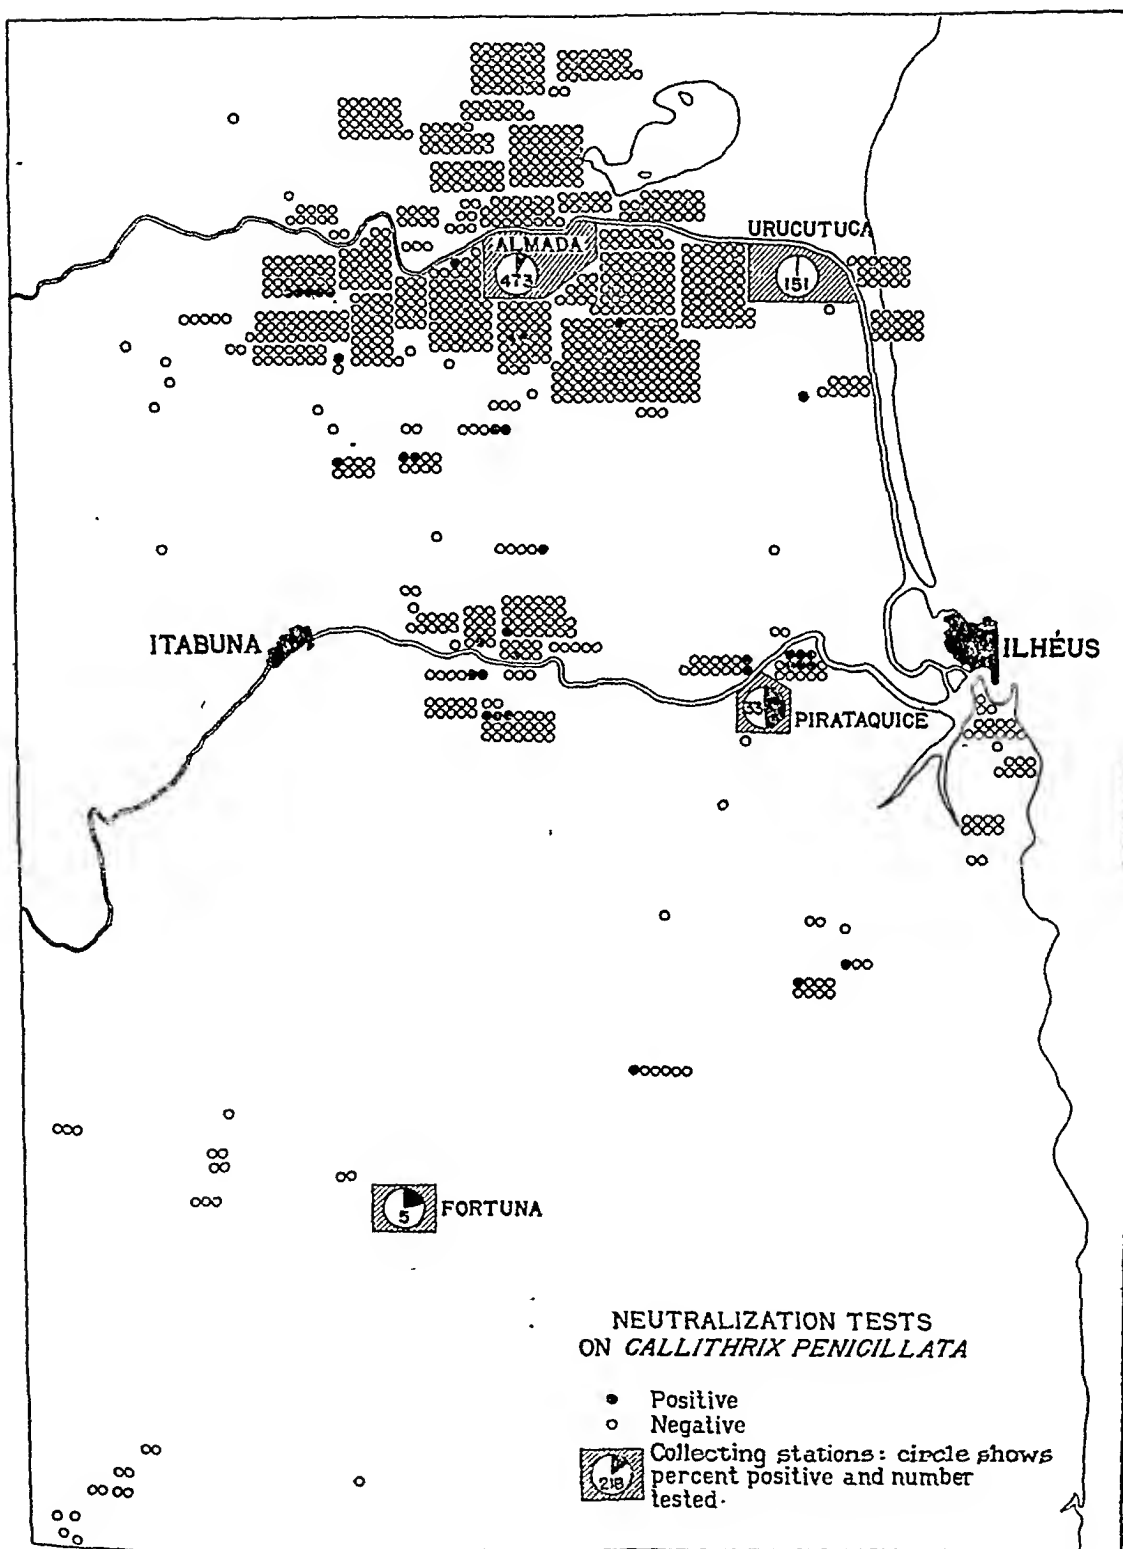 URUCUTUCA
ALMADA
473
151
ITABUNA
ILHÉUS
33
PIRATAQUICE
5
FORTUNA
NEUTRALIZATION TESTS
ON CALLITHRIX PENICILLATA
Positive
Negative
Collecting stations: circle shows
percent positive and number
tested.
218